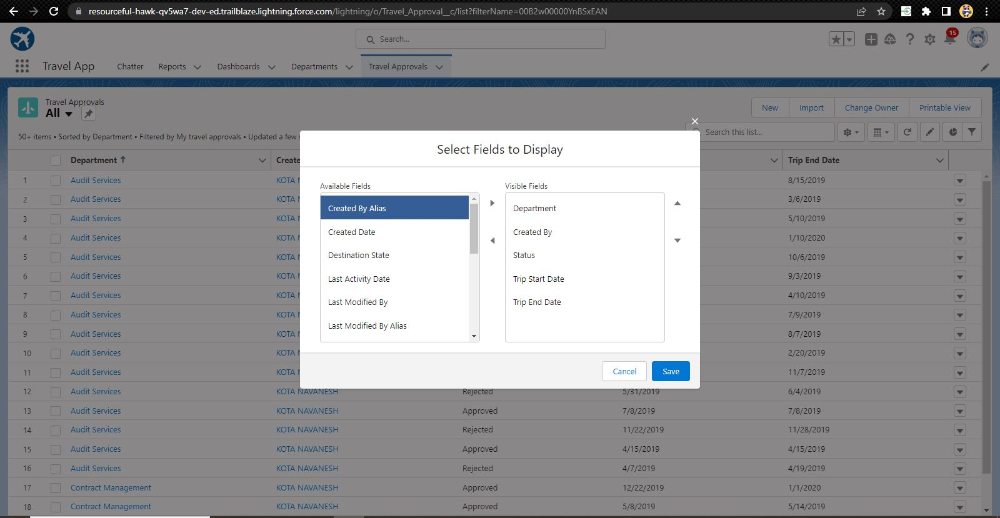 resourceful-hawk-qv5wa7-dev-ed.trailblaze.lightning.force.com/lightning/o/Travel_Approval__c/list?filterName=00B2w00000YnBSxEAN
Search...
15
Travel App Chatter Reports Dashboards Departments Travel Approvals
Travel Approvals
All
New Import Change Owner Printable View
50+ items • Sorted by Department • Filtered by My travel approvals • Updated a few
Search this list...
Select Fields to Display
Department Trip End Date
Available Fields Visible Fields
Created By Alias
Created Date
Destination State
Last Activity Date
Last Modified By
Last Modified By Alias
Department
Created By
Status
Trip Start Date
Trip End Date
Cancel Save
1 Audit Services KOTA 8/15/2019
2 Audit Services KOTA 3/6/2019
3 Audit Services KOTA 5/10/2019
4 Audit Services KOTA 1/10/2020
5 Audit Services KOTA 10/6/2019
6 Audit Services KOTA 9/3/2019
7 Audit Services KOTA 4/10/2019
8 Audit Services KOTA 7/9/2019
9 Audit Services KOTA 8/7/2019
10 Audit Services KOTA 2/20/2019
11 Audit Services KOTA 11/7/2019
12 Audit Services KOTA NAVANESH Rejected 5/31/2019 6/4/2019
13 Audit Services KOTA NAVANESH Approved 7/8/2019 7/8/2019
14 Audit Services KOTA NAVANESH Rejected 11/22/2019 11/28/2019
15 Audit Services KOTA NAVANESH Approved 4/15/2019 4/15/2019
16 Audit Services KOTA NAVANESH Rejected 4/7/2019 4/19/2019
17 Contract Management KOTA NAVANESH Approved 12/22/2019 1/1/2020
18 Contract Management KOTA NAVANESH Approved 5/8/2019 5/14/2019